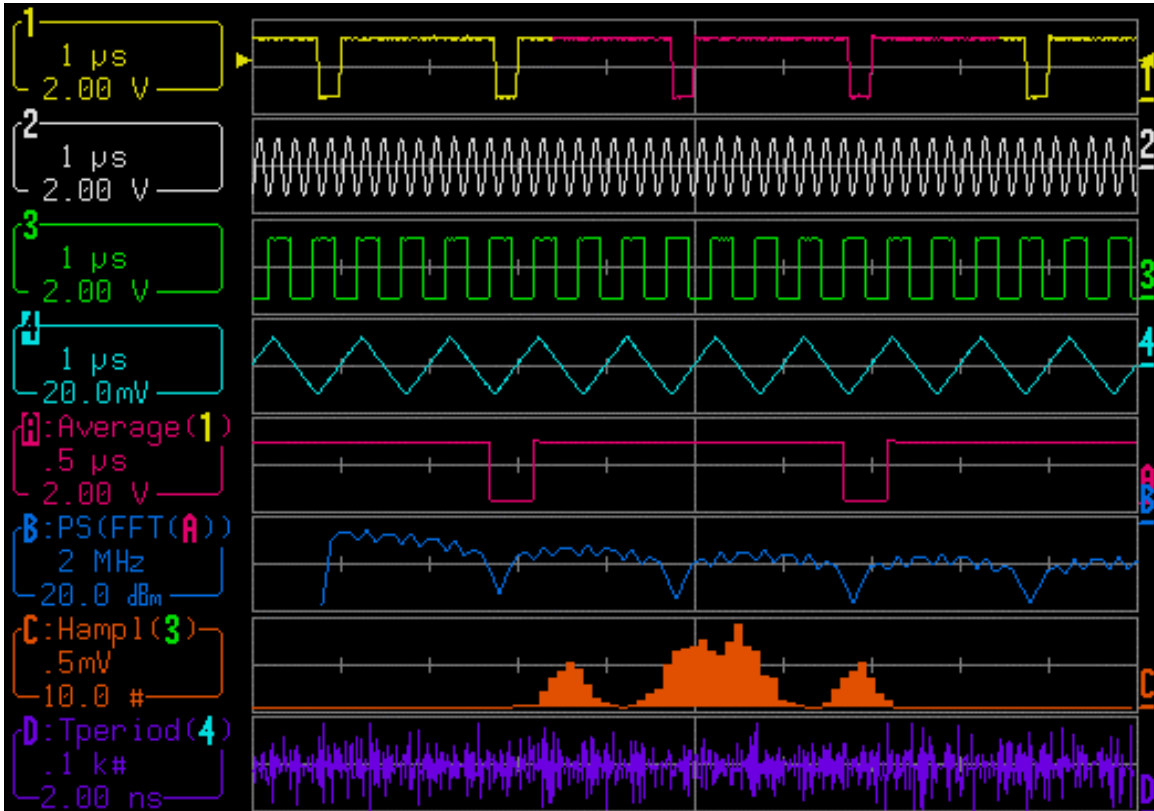 1
1 µs
2.00 V
1
2
1 µs
2.00 V
2
3
1 µs
2.00 V
3
4
1 µs
20.0mV
4
A:Average(1)
.5 µs
2.00 V
A
B:PS(FFT(A))
2 MHz
20.0 dBm
B
C:Hampl(3)
.5mV
10.0 #
C
D:Tperiod(4)
.1 k#
2.00 ns
D